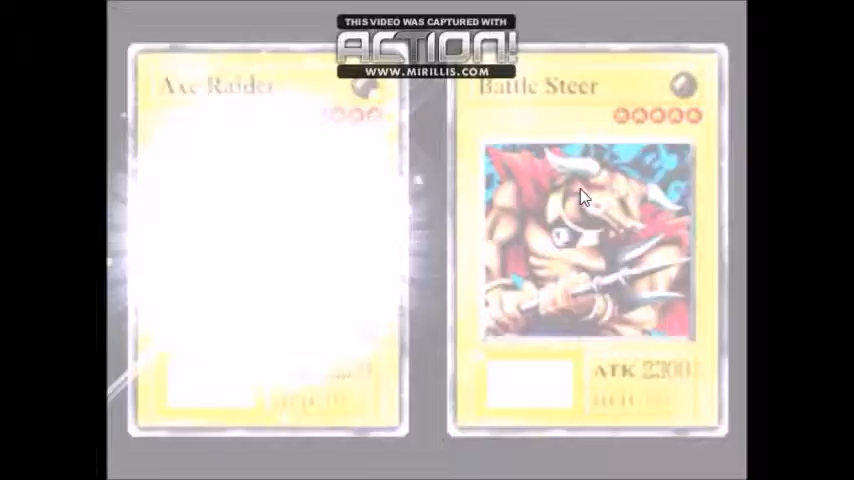 THIS VIDEO WAS CAPTURED WITH
ACTION!
WWW.MIRILLIS.COM
Axe Raider
Battle Steer
ATK 2300